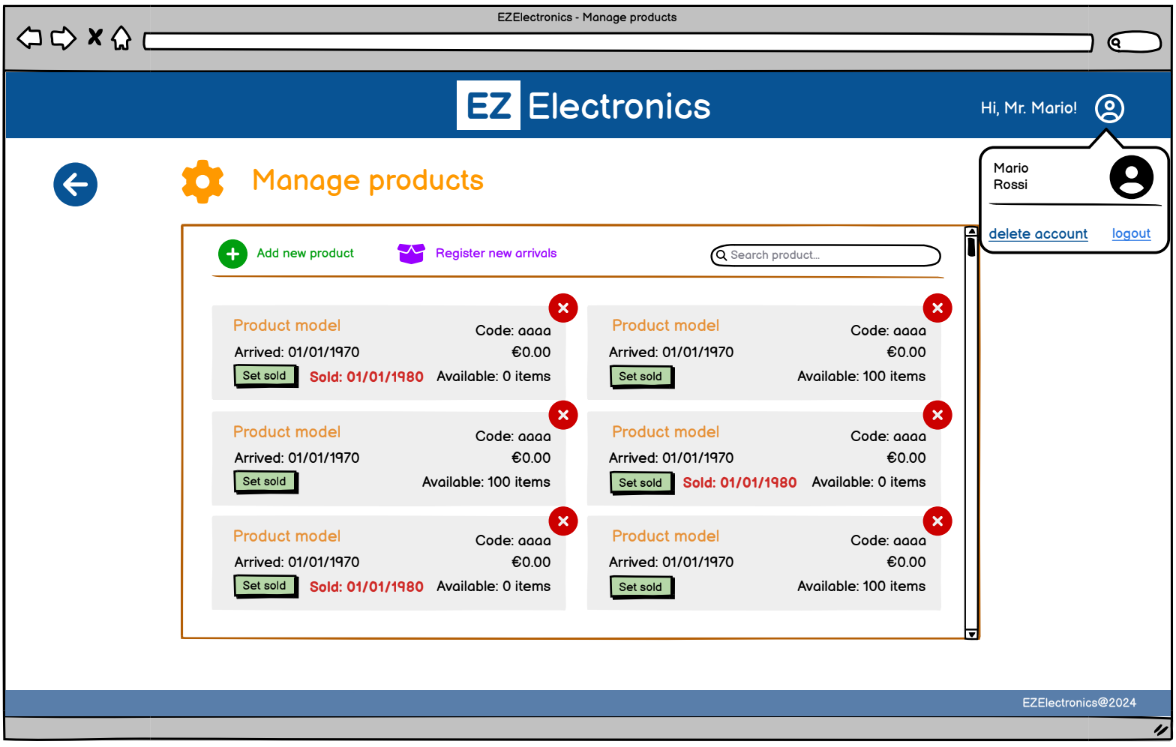 EZElectronics - Manage products
EZ Electronics
Hi, Mr. Mario!
Mario
Rossi
delete account logout
Manage products
Add new product Register new arrivals Search product...
Product model Code: aaaa
Arrived: 01/01/1970 €0.00
Set sold Sold: 01/01/1980 Available: 0 items
Product model Code: aaaa
Arrived: 01/01/1970 €0.00
Set sold Available: 100 items
Product model Code: aaaa
Arrived: 01/01/1970 €0.00
Set sold Available: 100 items
Product model Code: aaaa
Arrived: 01/01/1970 €0.00
Set sold Sold: 01/01/1980 Available: 0 items
Product model Code: aaaa
Arrived: 01/01/1970 €0.00
Set sold Sold: 01/01/1980 Available: 0 items
Product model Code: aaaa
Arrived: 01/01/1970 €0.00
Set sold Available: 100 items
EZElectronics@2024